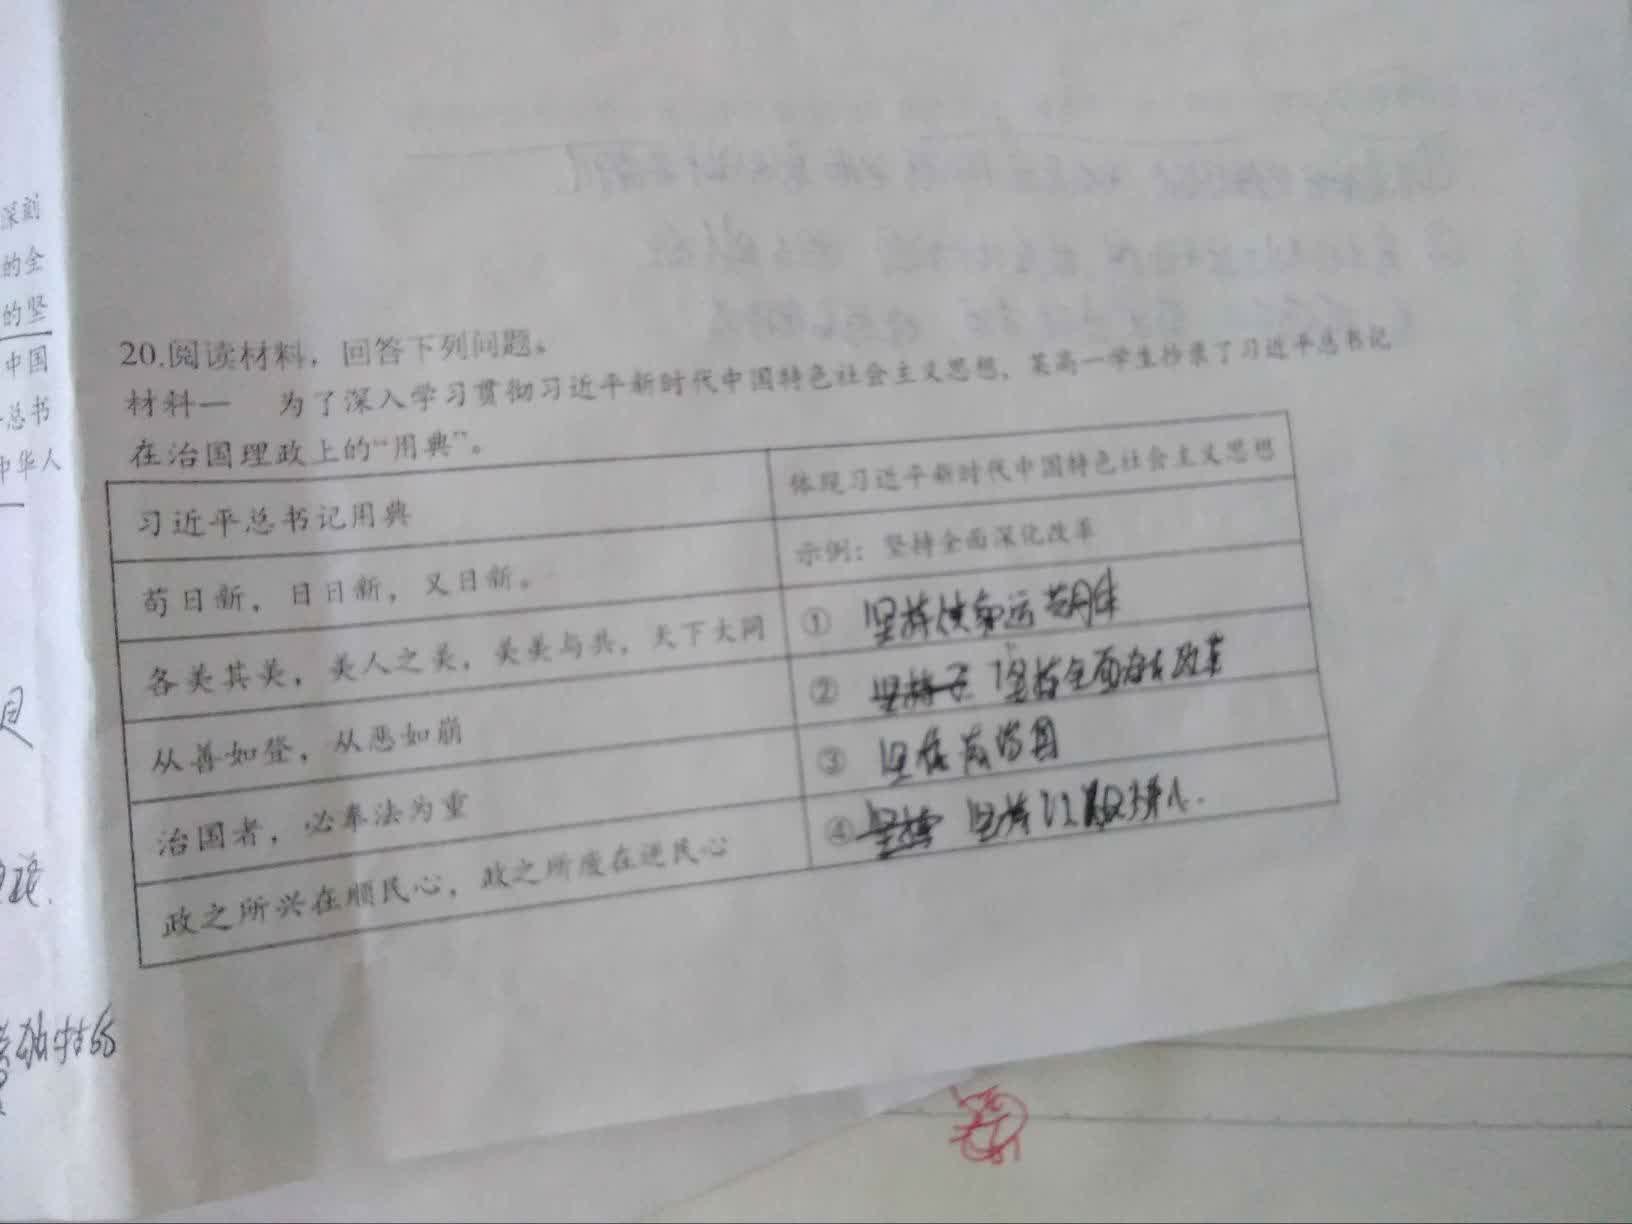 深刻
的全
的坚
中国
总书
中华人
20.阅读材料，回答下列问题。
材料一 为了深入学习贯彻习近平新时代中国特色社会主义思想，某高一学生抄录了习近平总书记
在治国理政上的“用典”。
习近平总书记用典
体现习近平新时代中国特色社会主义思想
苟日新，日日新，又日新。
示例：坚持全面深化改革
各美其美，美人之美，美美与共，天下大同
① 坚持命运共同体
从善如登，从恶如崩
② 坚持全面深化改革
治国者，必奉法为重
③ 坚依法治国
政之所兴在顺民心，政之所废在逆民心
④ 坚持以人